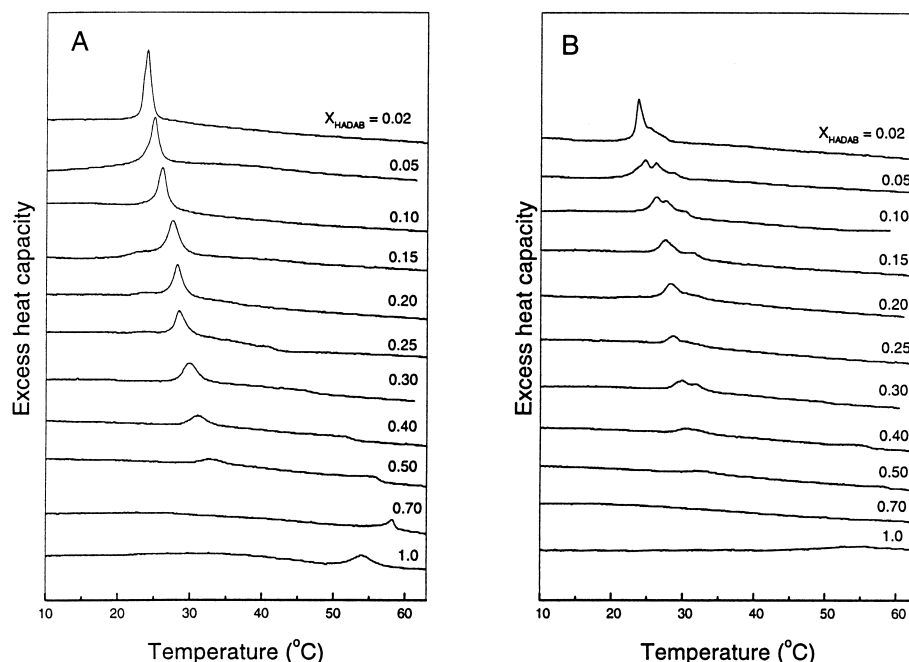 A
X_HADAB = 0.02
0.05
0.10
0.15
0.20
0.25
0.30
0.40
0.50
0.70
1.0
Excess heat capacity
10 20 30 40 50 60
Temperature (°C)
B
X_HADAB = 0.02
0.05
0.10
0.15
0.20
0.25
0.30
0.40
0.50
0.70
1.0
Excess heat capacity
10 20 30 40 50 60
Temperature (°C)